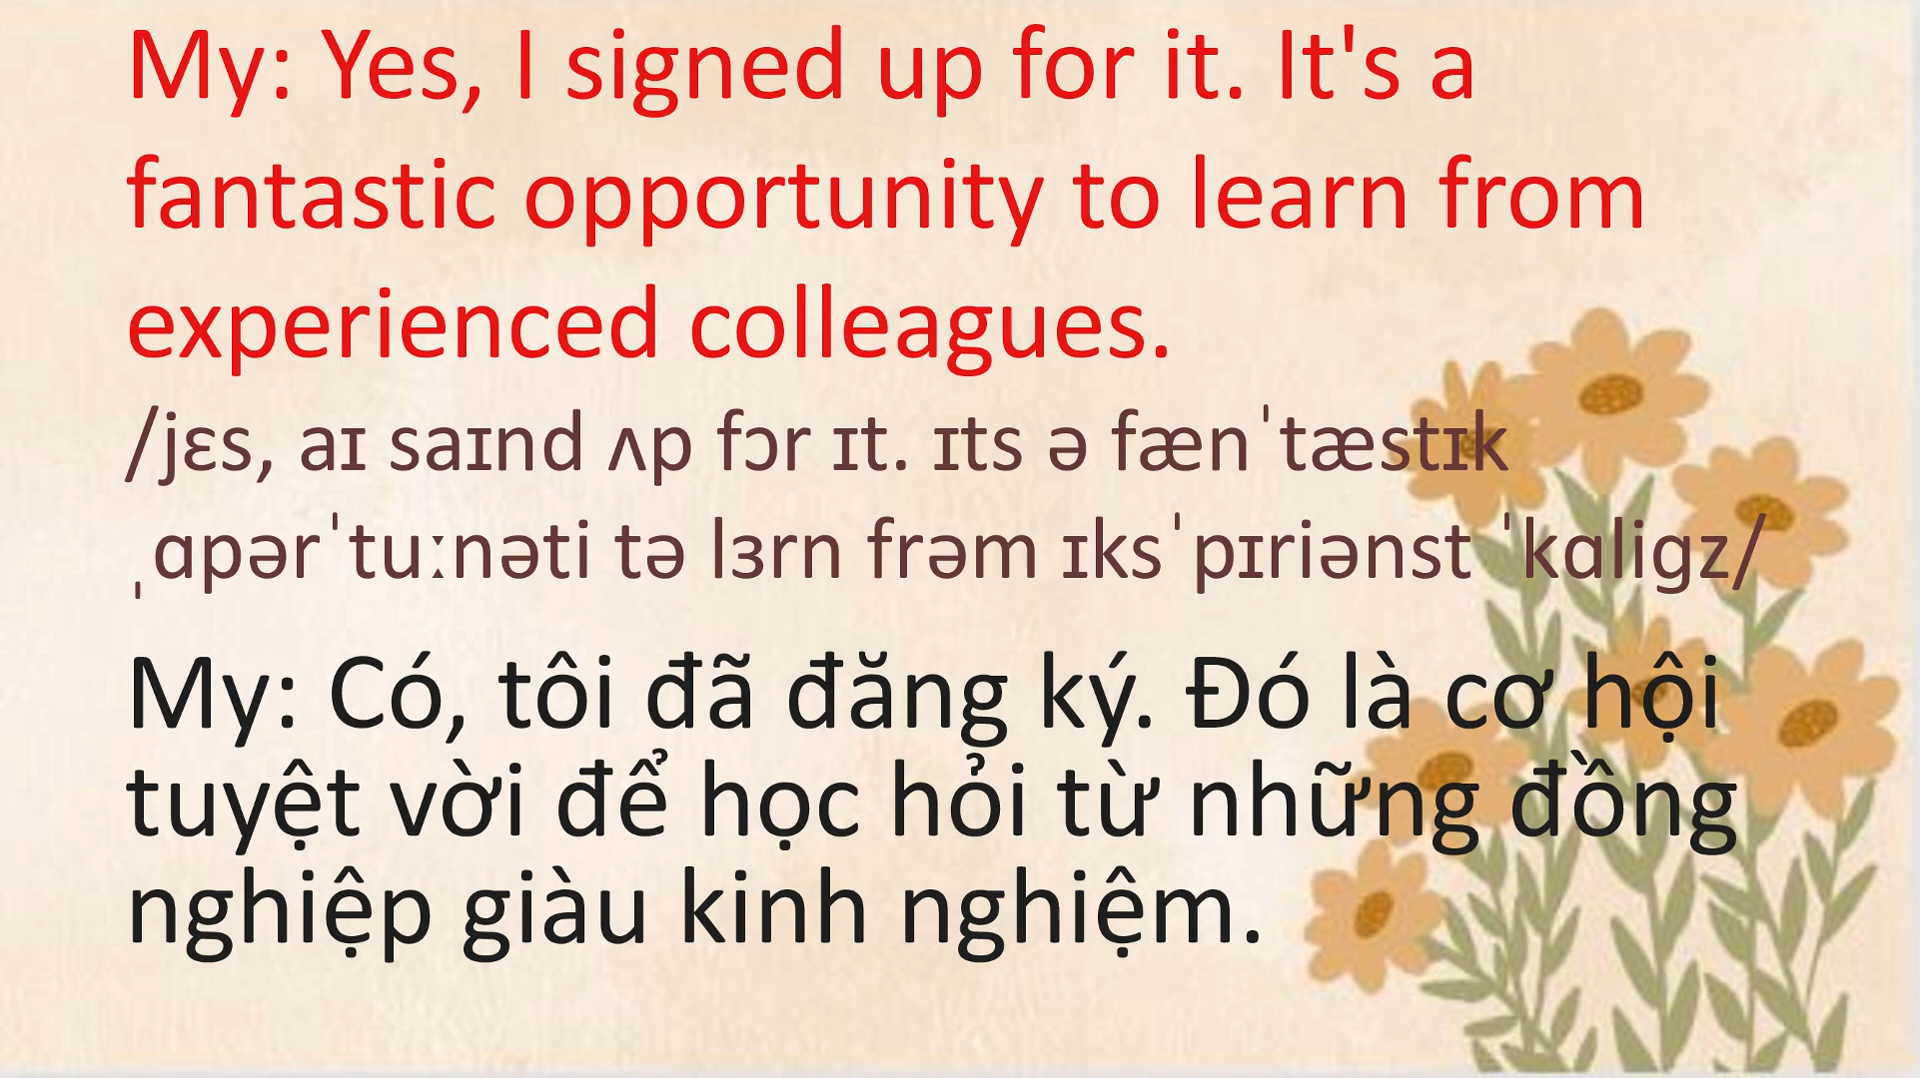 My: Yes, I signed up for it. It's a
fantastic opportunity to learn from
experienced colleagues.
/jɛs, aɪ saɪnd ʌp fɔr ɪt. ɪts ə fænˈtæstɪk
ˌɑpərˈtuːnəti tə lɜrn frəm ɪksˈpɪriənst ˈkɑligz/
My: Có, tôi đã đăng ký. Đó là cơ hội
tuyệt vời để học hỏi từ những đồng
nghiệp giàu kinh nghiệm.